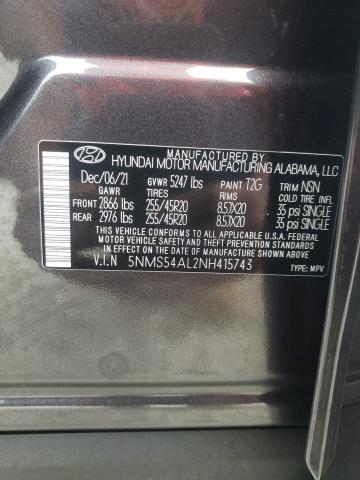 HYUNDAI MOTOR MANUFACTURING ALABAMA, LLC
Dec/06/21 GVWR 5247 lbs PAINT T2G TRIM NSN
GAWR TIRES RIMS COLD TIRE INFL.
FRONT 2866 lbs 255/45R20 8.5JX20 35 psi SINGLE
REAR 2976 lbs 255/45R20 8.5JX20 35 psi SINGLE
THIS VEHICLE CONFORMS TO ALL APPLICABLE U.S.A. FEDERAL
MOTOR VEHICLE SAFETY AND THEFT PREVENTION STANDARDS
IN EFFECT ON THE DATE OF MANUFACTURE SHOWN ABOVE.
V.I.N 5NMS54AL2NH415743 TYPE: MPV